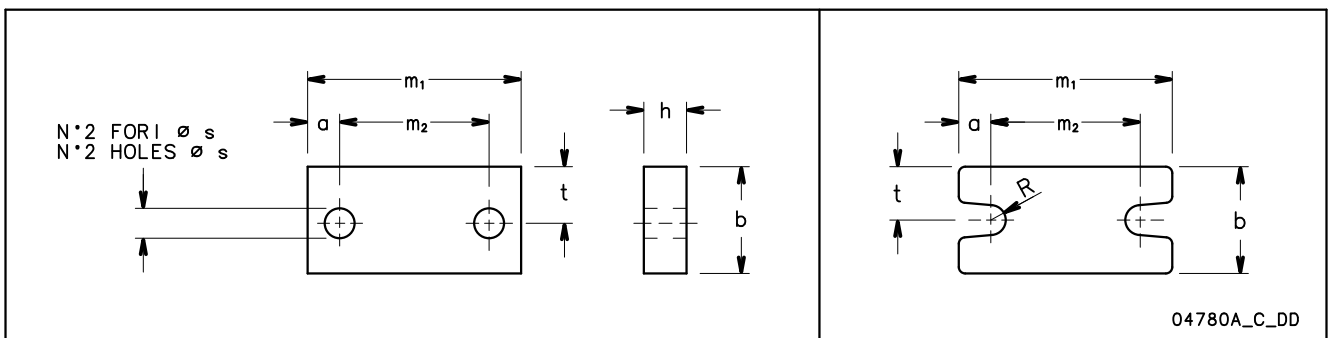 m₁
a
m₂
N°2 FORI Ø s
N°2 HOLES Ø s
t
h
b
m₁
a
m₂
t
R
b
04780A_C_DD